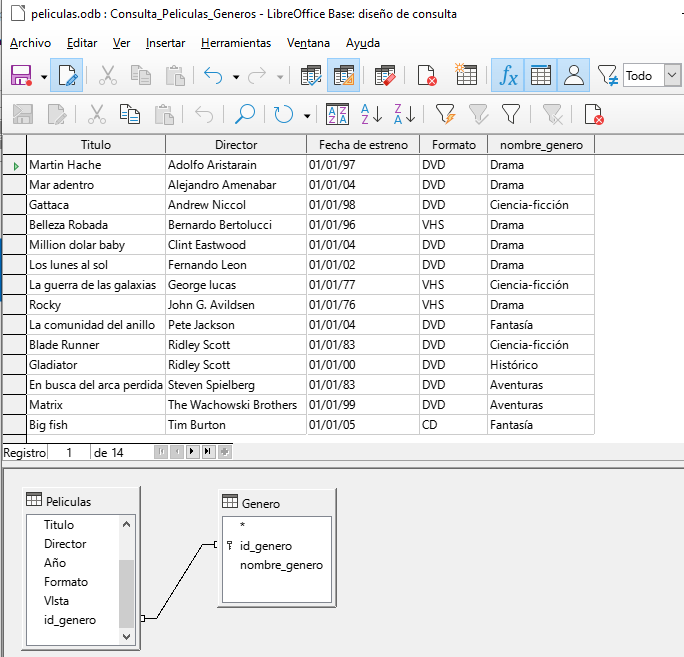 peliculas.odb : Consulta_Peliculas_Generos - LibreOffice Base: diseño de consulta
Archivo Editar Ver Insertar Herramientas Ventana Ayuda
fx Todo
A Z A Z A Z Z A
Titulo Director Fecha de estreno Formato nombre_genero
Martin Hache Adolfo Aristarain 01/01/97 DVD Drama
Mar adentro Alejandro Amenabar 01/01/04 DVD Drama
Gattaca Andrew Niccol 01/01/98 DVD Ciencia-ficción
Belleza Robada Bernardo Bertolucci 01/01/96 VHS Drama
Million dolar baby Clint Eastwood 01/01/04 DVD Drama
Los lunes al sol Fernando Leon 01/01/02 DVD Drama
La guerra de las galaxias George lucas 01/01/77 VHS Ciencia-ficción
Rocky John G. Avildsen 01/01/76 VHS Drama
La comunidad del anillo Pete Jackson 01/01/04 DVD Fantasía
Blade Runner Ridley Scott 01/01/83 DVD Ciencia-ficción
Gladiator Ridley Scott 01/01/00 DVD Histórico
En busca del arca perdida Steven Spielberg 01/01/83 DVD Aventuras
Matrix The Wachowski Brothers 01/01/99 DVD Aventuras
Big fish Tim Burton 01/01/05 CD Fantasía
Registro 1 de 14
Peliculas
Titulo
Director
Año
Formato
VIsta
id_genero
Genero
*
id_genero
nombre_genero